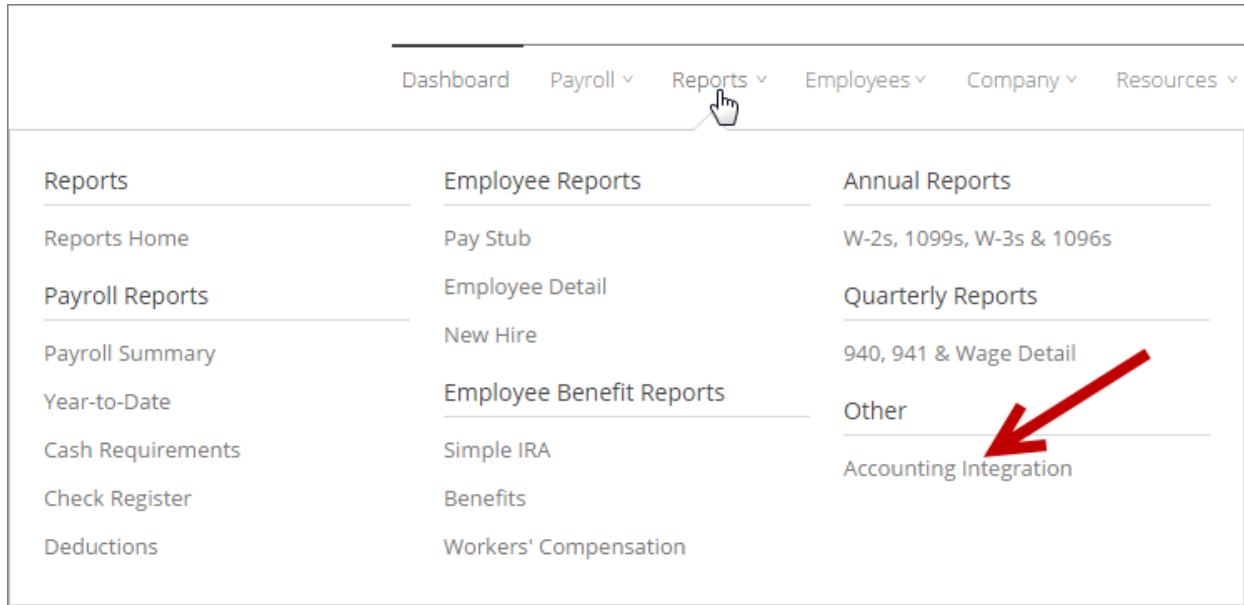 Dashboard Payroll Reports Employees Company Resources
Reports
Reports Home
Payroll Reports
Payroll Summary
Year-to-Date
Cash Requirements
Check Register
Deductions
Employee Reports
Pay Stub
Employee Detail
New Hire
Employee Benefit Reports
Simple IRA
Benefits
Workers' Compensation
Annual Reports
W-2s, 1099s, W-3s & 1096s
Quarterly Reports
940, 941 & Wage Detail
Other
Accounting Integration